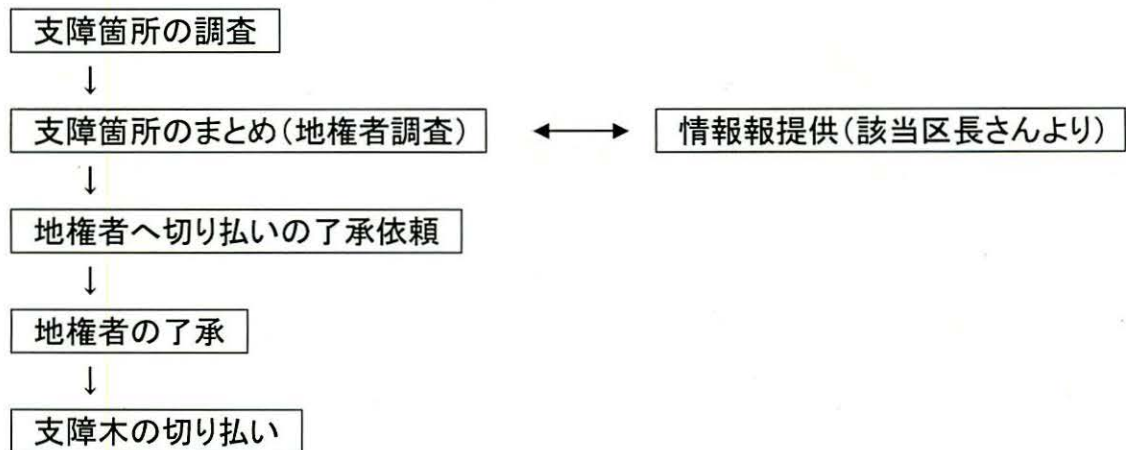 支障箇所の調査
↓
支障箇所のまとめ(地権者調査) ↔ 情報報提供(該当区長さんより)
↓
地権者へ切り払いの了承依頼
↓
地権者の了承
↓
支障木の切り払い